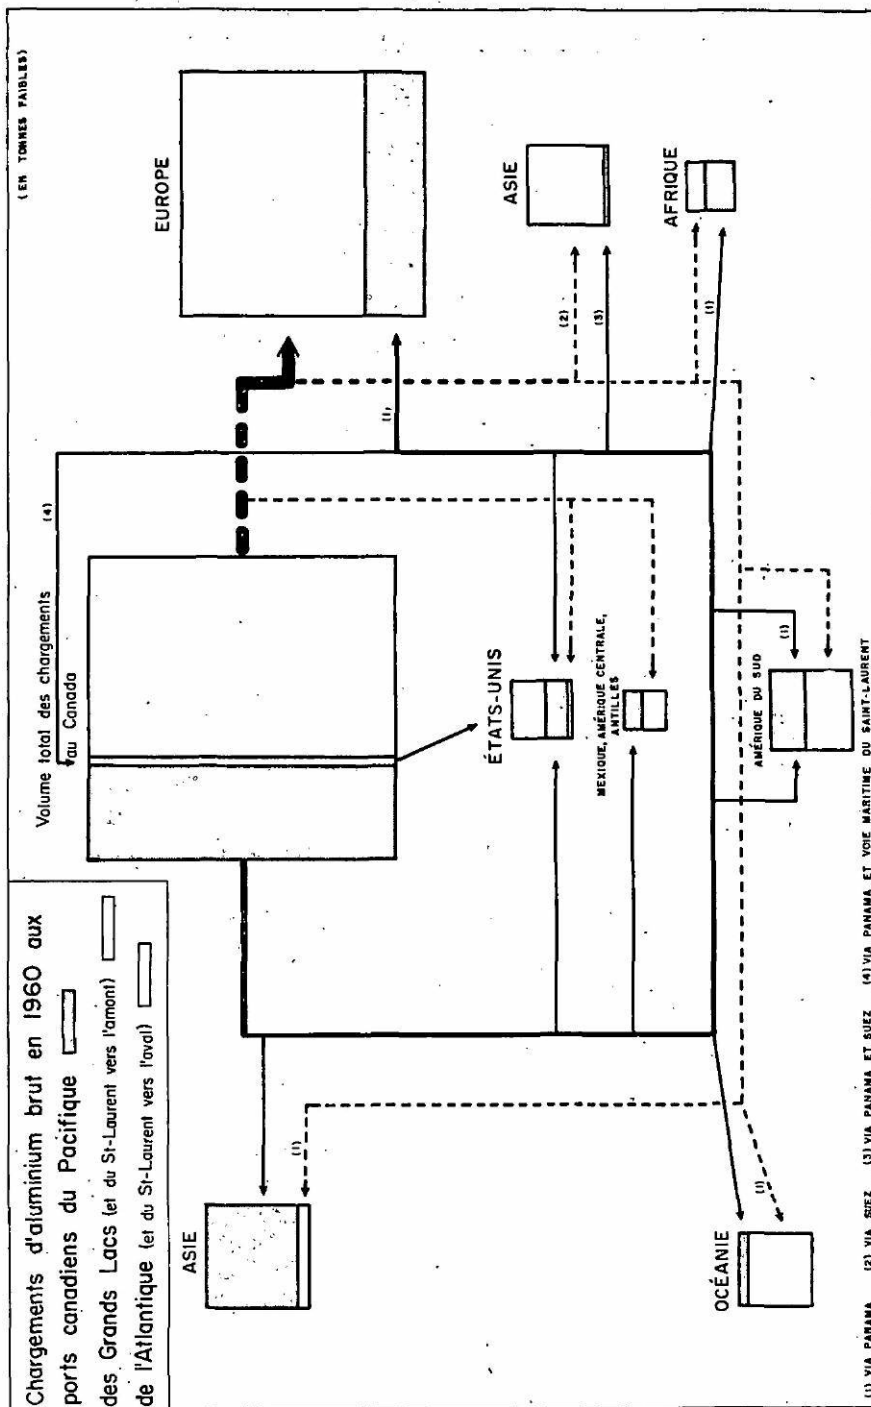 Chargements d'aluminium brut en 1960 aux
ports canadiens du Pacifique
des Grands Lacs (et du St-Laurent vers l'amont)
de l'Atlantique (et du St-Laurent vers l'aval)
(EN TONNES FAIBLES)
Volume total des chargements
au Canada
(4)
EUROPE
(1)
ASIE
(2)
(3)
AFRIQUE
(1)
ÉTATS-UNIS
MEXIQUE, AMÉRIQUE CENTRALE,
ANTILLES
AMÉRIQUE DU SUD
(1)
ASIE
(1)
OCÉANIE
(1)
(1) VIA PANAMA (2) VIA SUEZ (3) VIA PANAMA ET SUEZ (4) VIA PANAMA ET VOIE MARITIME DU SAINT-LAURENT